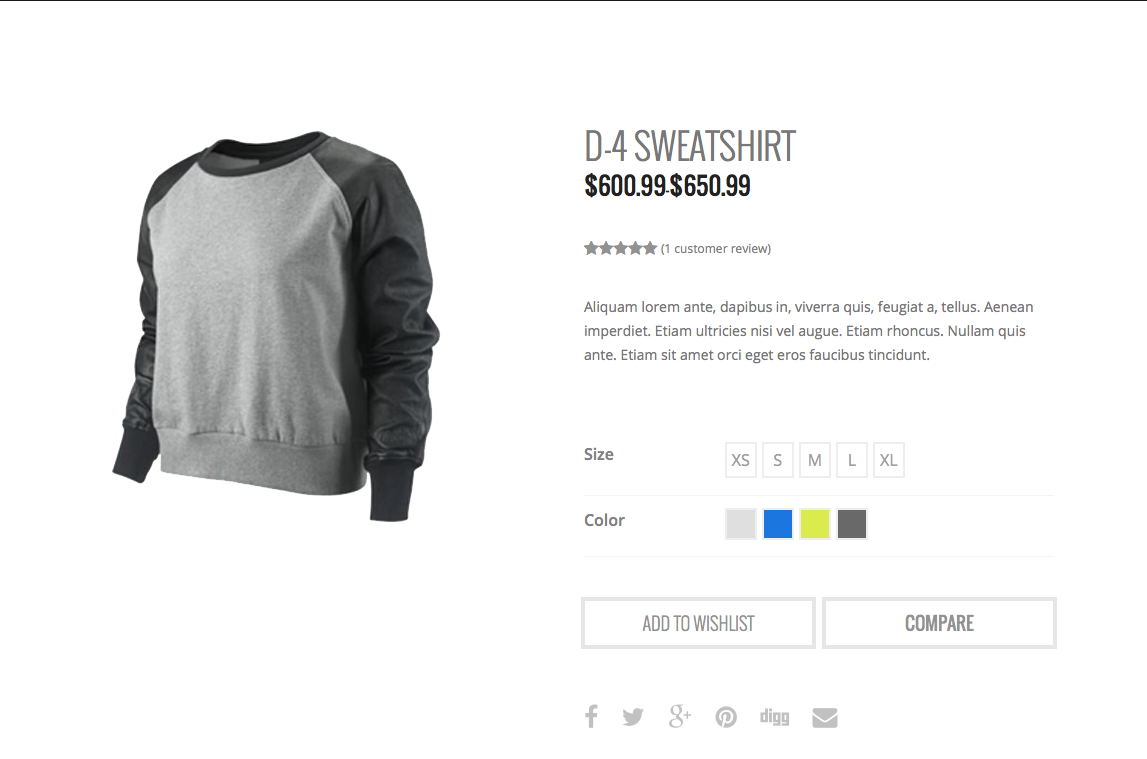 D-4 SWEATSHIRT
$600.99-$650.99
(1 customer review)
Aliquam lorem ante, dapibus in, viverra quis, feugiat a, tellus. Aenean
imperdiet. Etiam ultricies nisi vel augue. Etiam rhoncus. Nullam quis
ante. Etiam sit amet orci eget eros faucibus tincidunt.
Size XS S M L XL
Color
ADD TO WISHLIST COMPARE
f g+ digg